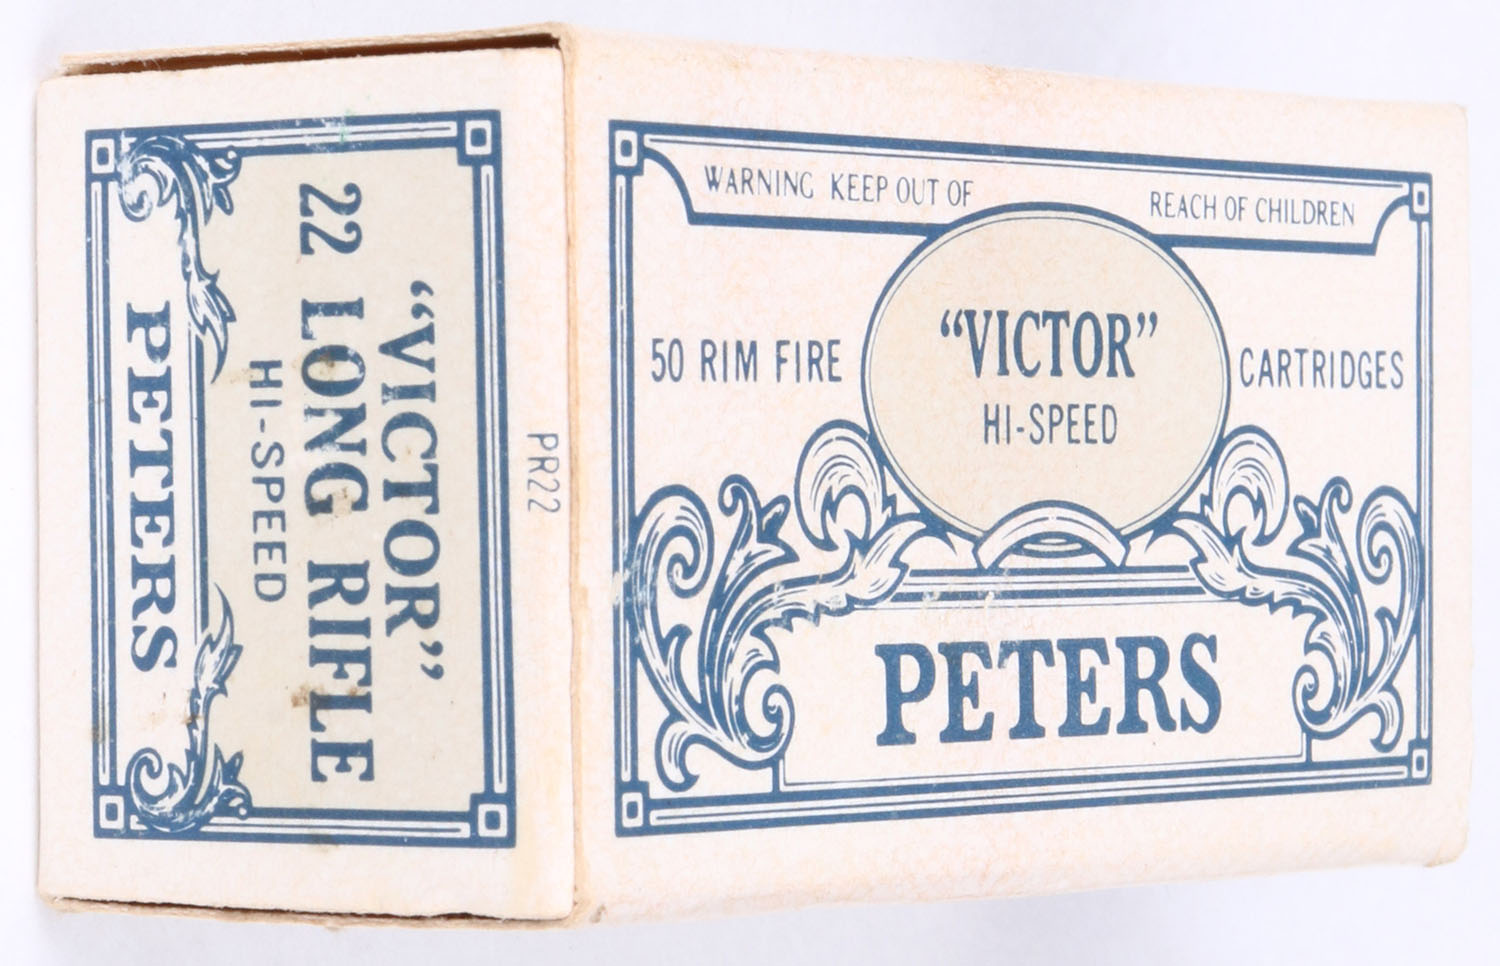 "VICTOR"
22 LONG RIFLE
HI-SPEED
PETERS
PR22
WARNING KEEP OUT OF REACH OF CHILDREN
50 RIM FIRE "VICTOR" CARTRIDGES
HI-SPEED
PETERS